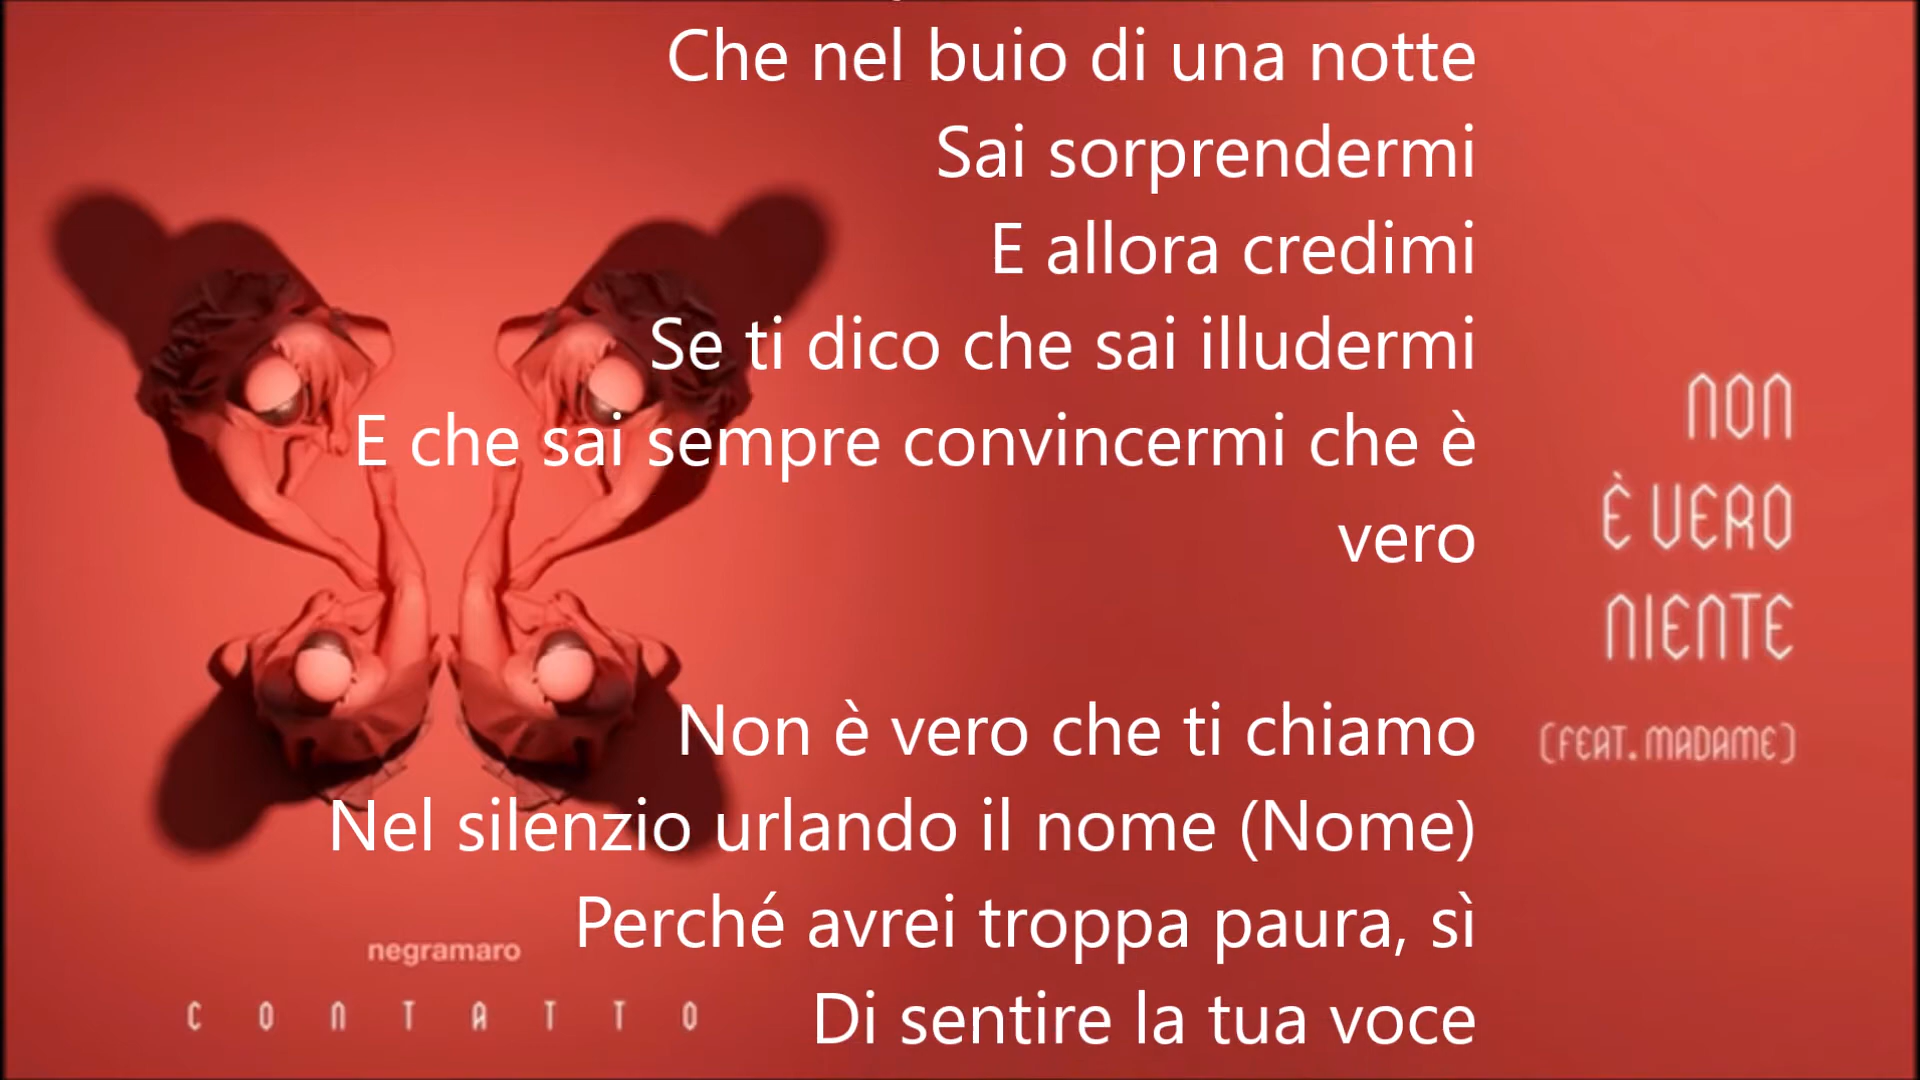 Che nel buio di una notte
Sai sorprendermi
E allora credimi
Se ti dico che sai illudermi
E che sai sempre convincermi che è
vero
Non è vero che ti chiamo
Nel silenzio urlando il nome (Nome)
Perché avrei troppa paura, sì
Di sentire la tua voce
NON
È VERO
NIENTE
(FEAT. MADAME)
negramaro
CONTATTO